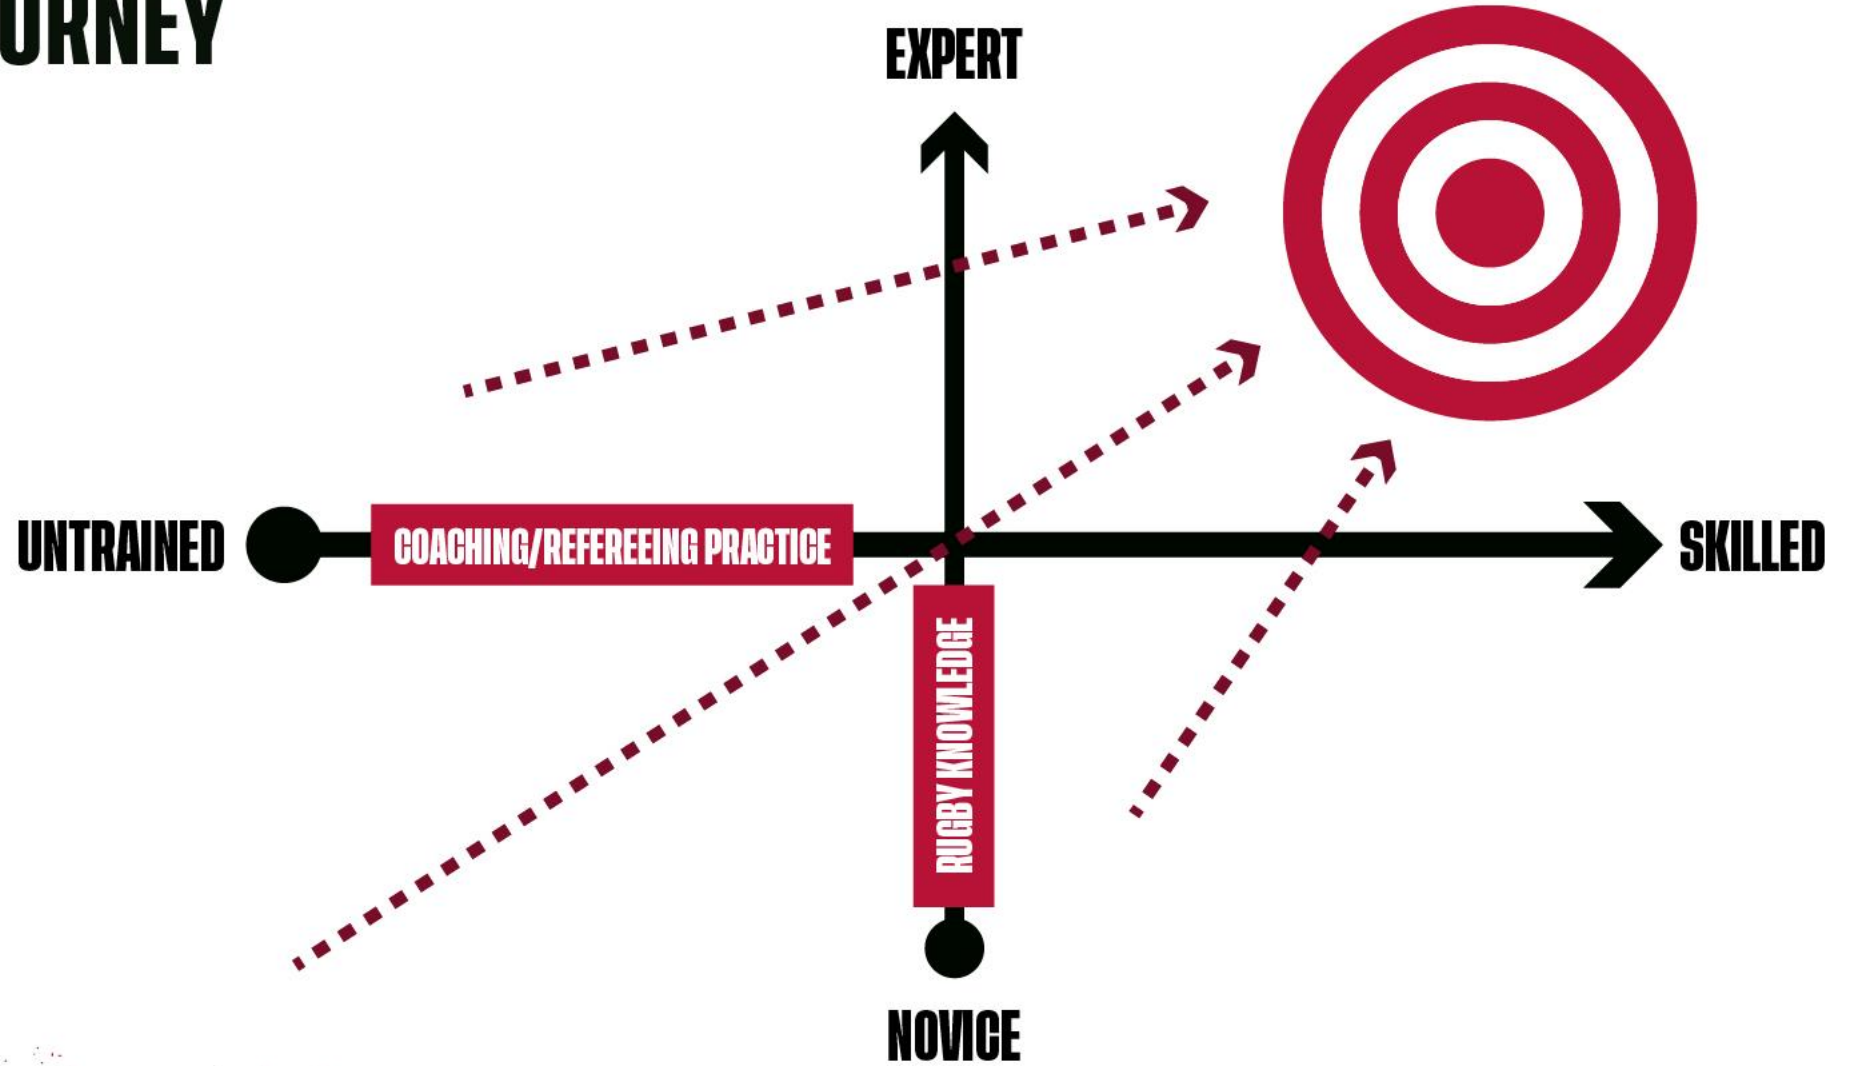 URNEY
EXPERT
UNTRAINED
COACHING/REFEREEING PRACTICE
SKILLED
RUGBY KNOWLEDGE
NOVICE